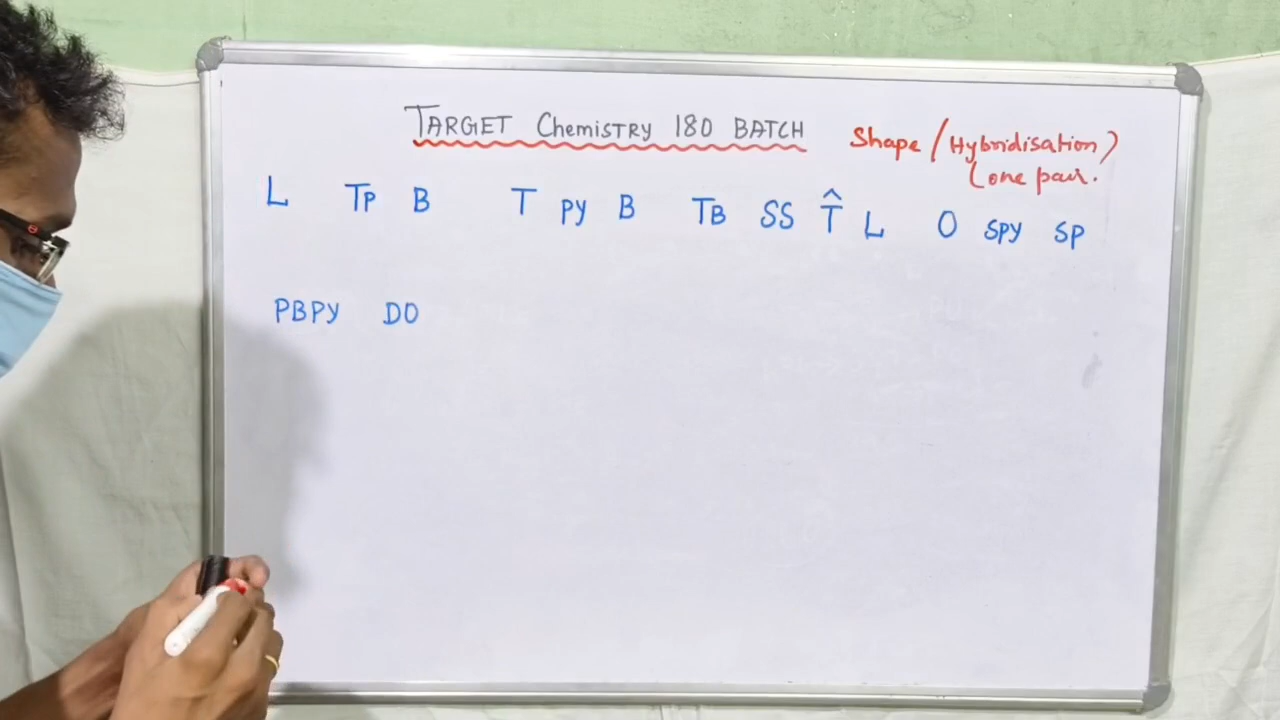 TARGET Chemistry 180 BATCH
Shape / Hybridisation /
Lone pair.
L Tp B T PY B TB SS T̂ L O SPY SP
PBPY DO